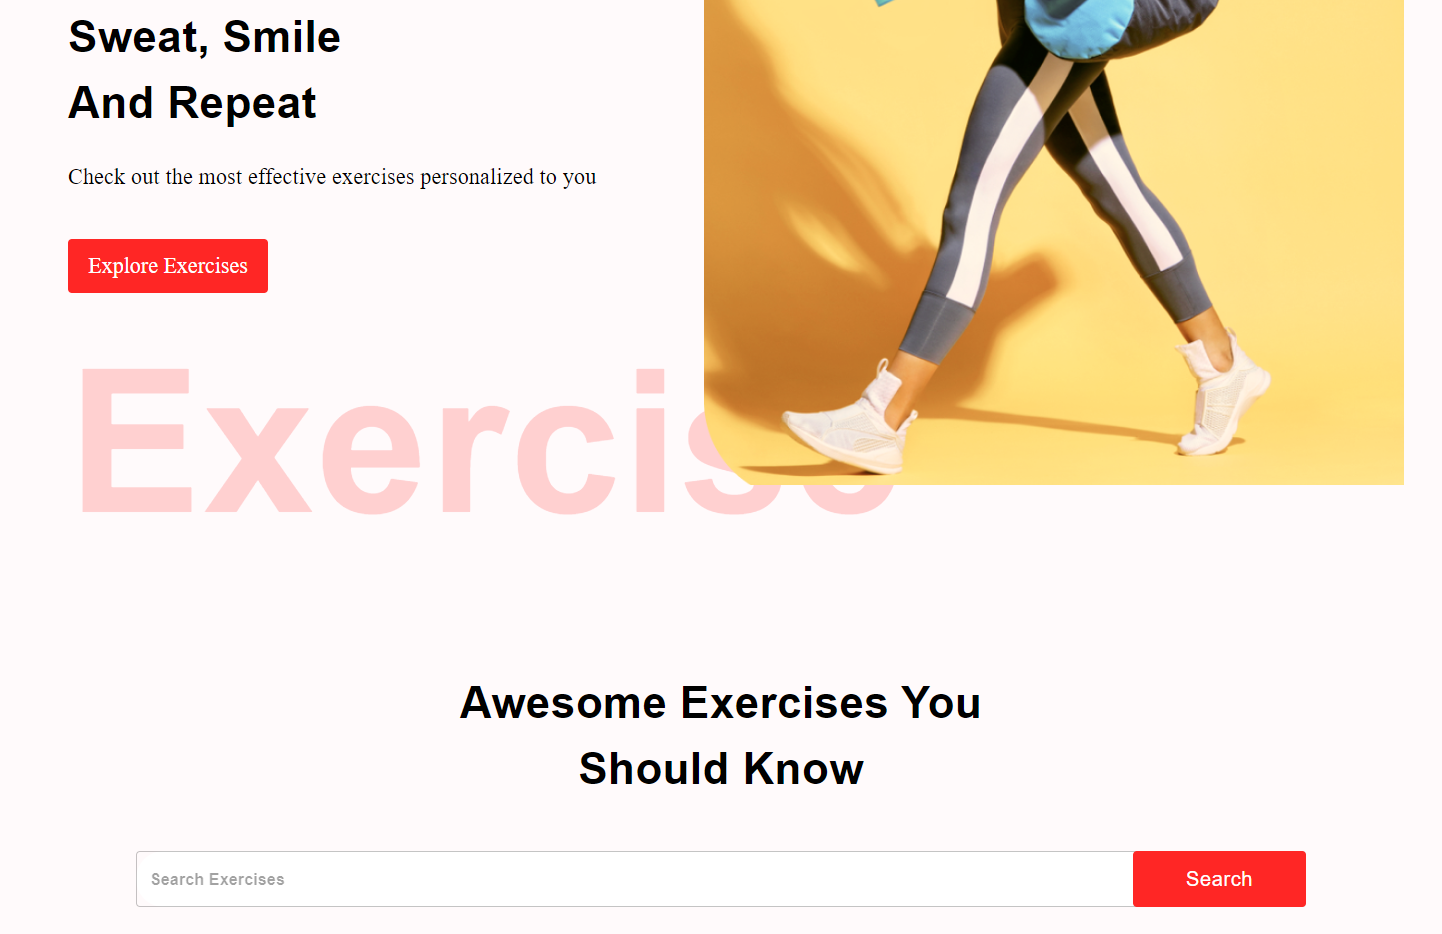 Sweat, Smile
And Repeat
Check out the most effective exercises personalized to you
Explore Exercises
Exercise
Awesome Exercises You
Should Know
Search Exercises
Search